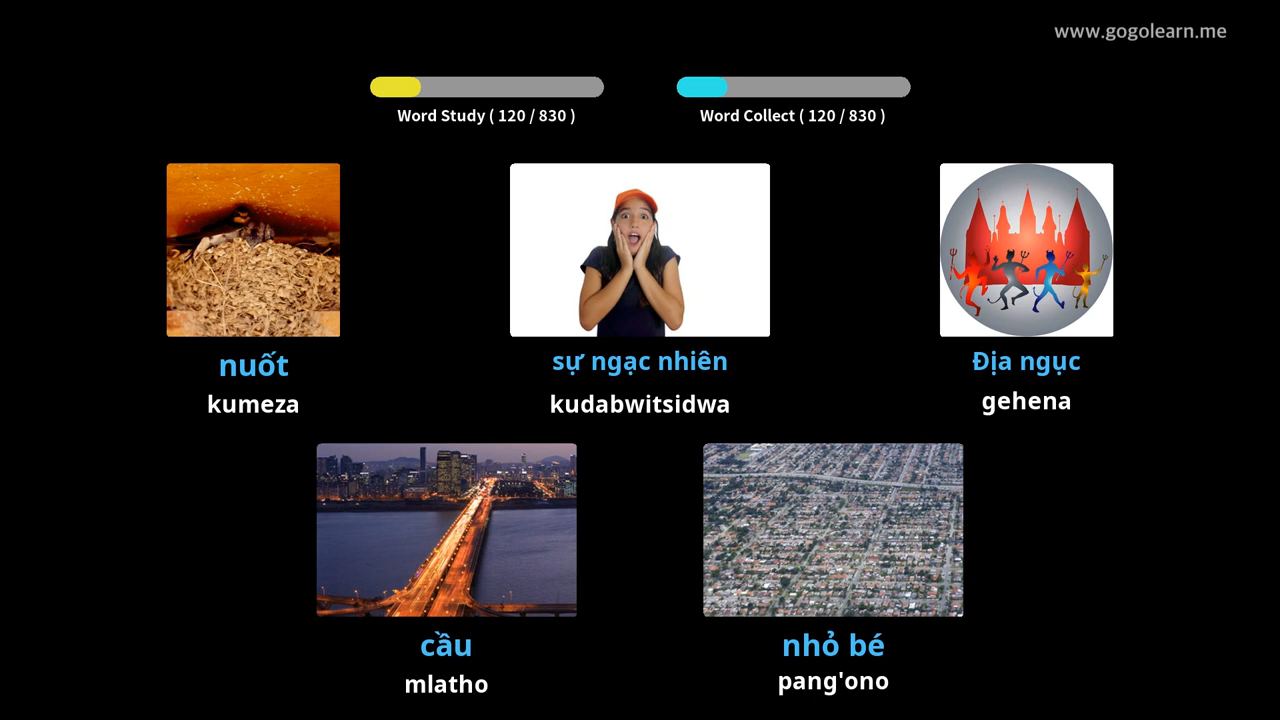 www.gogolearn.me
Word Study ( 120 / 830 )
Word Collect ( 120 / 830 )
nuốt
kumeza
sự ngạc nhiên
kudabwitsidwa
Địa ngục
gehena
cầu
mlatho
nhỏ bé
pang'ono